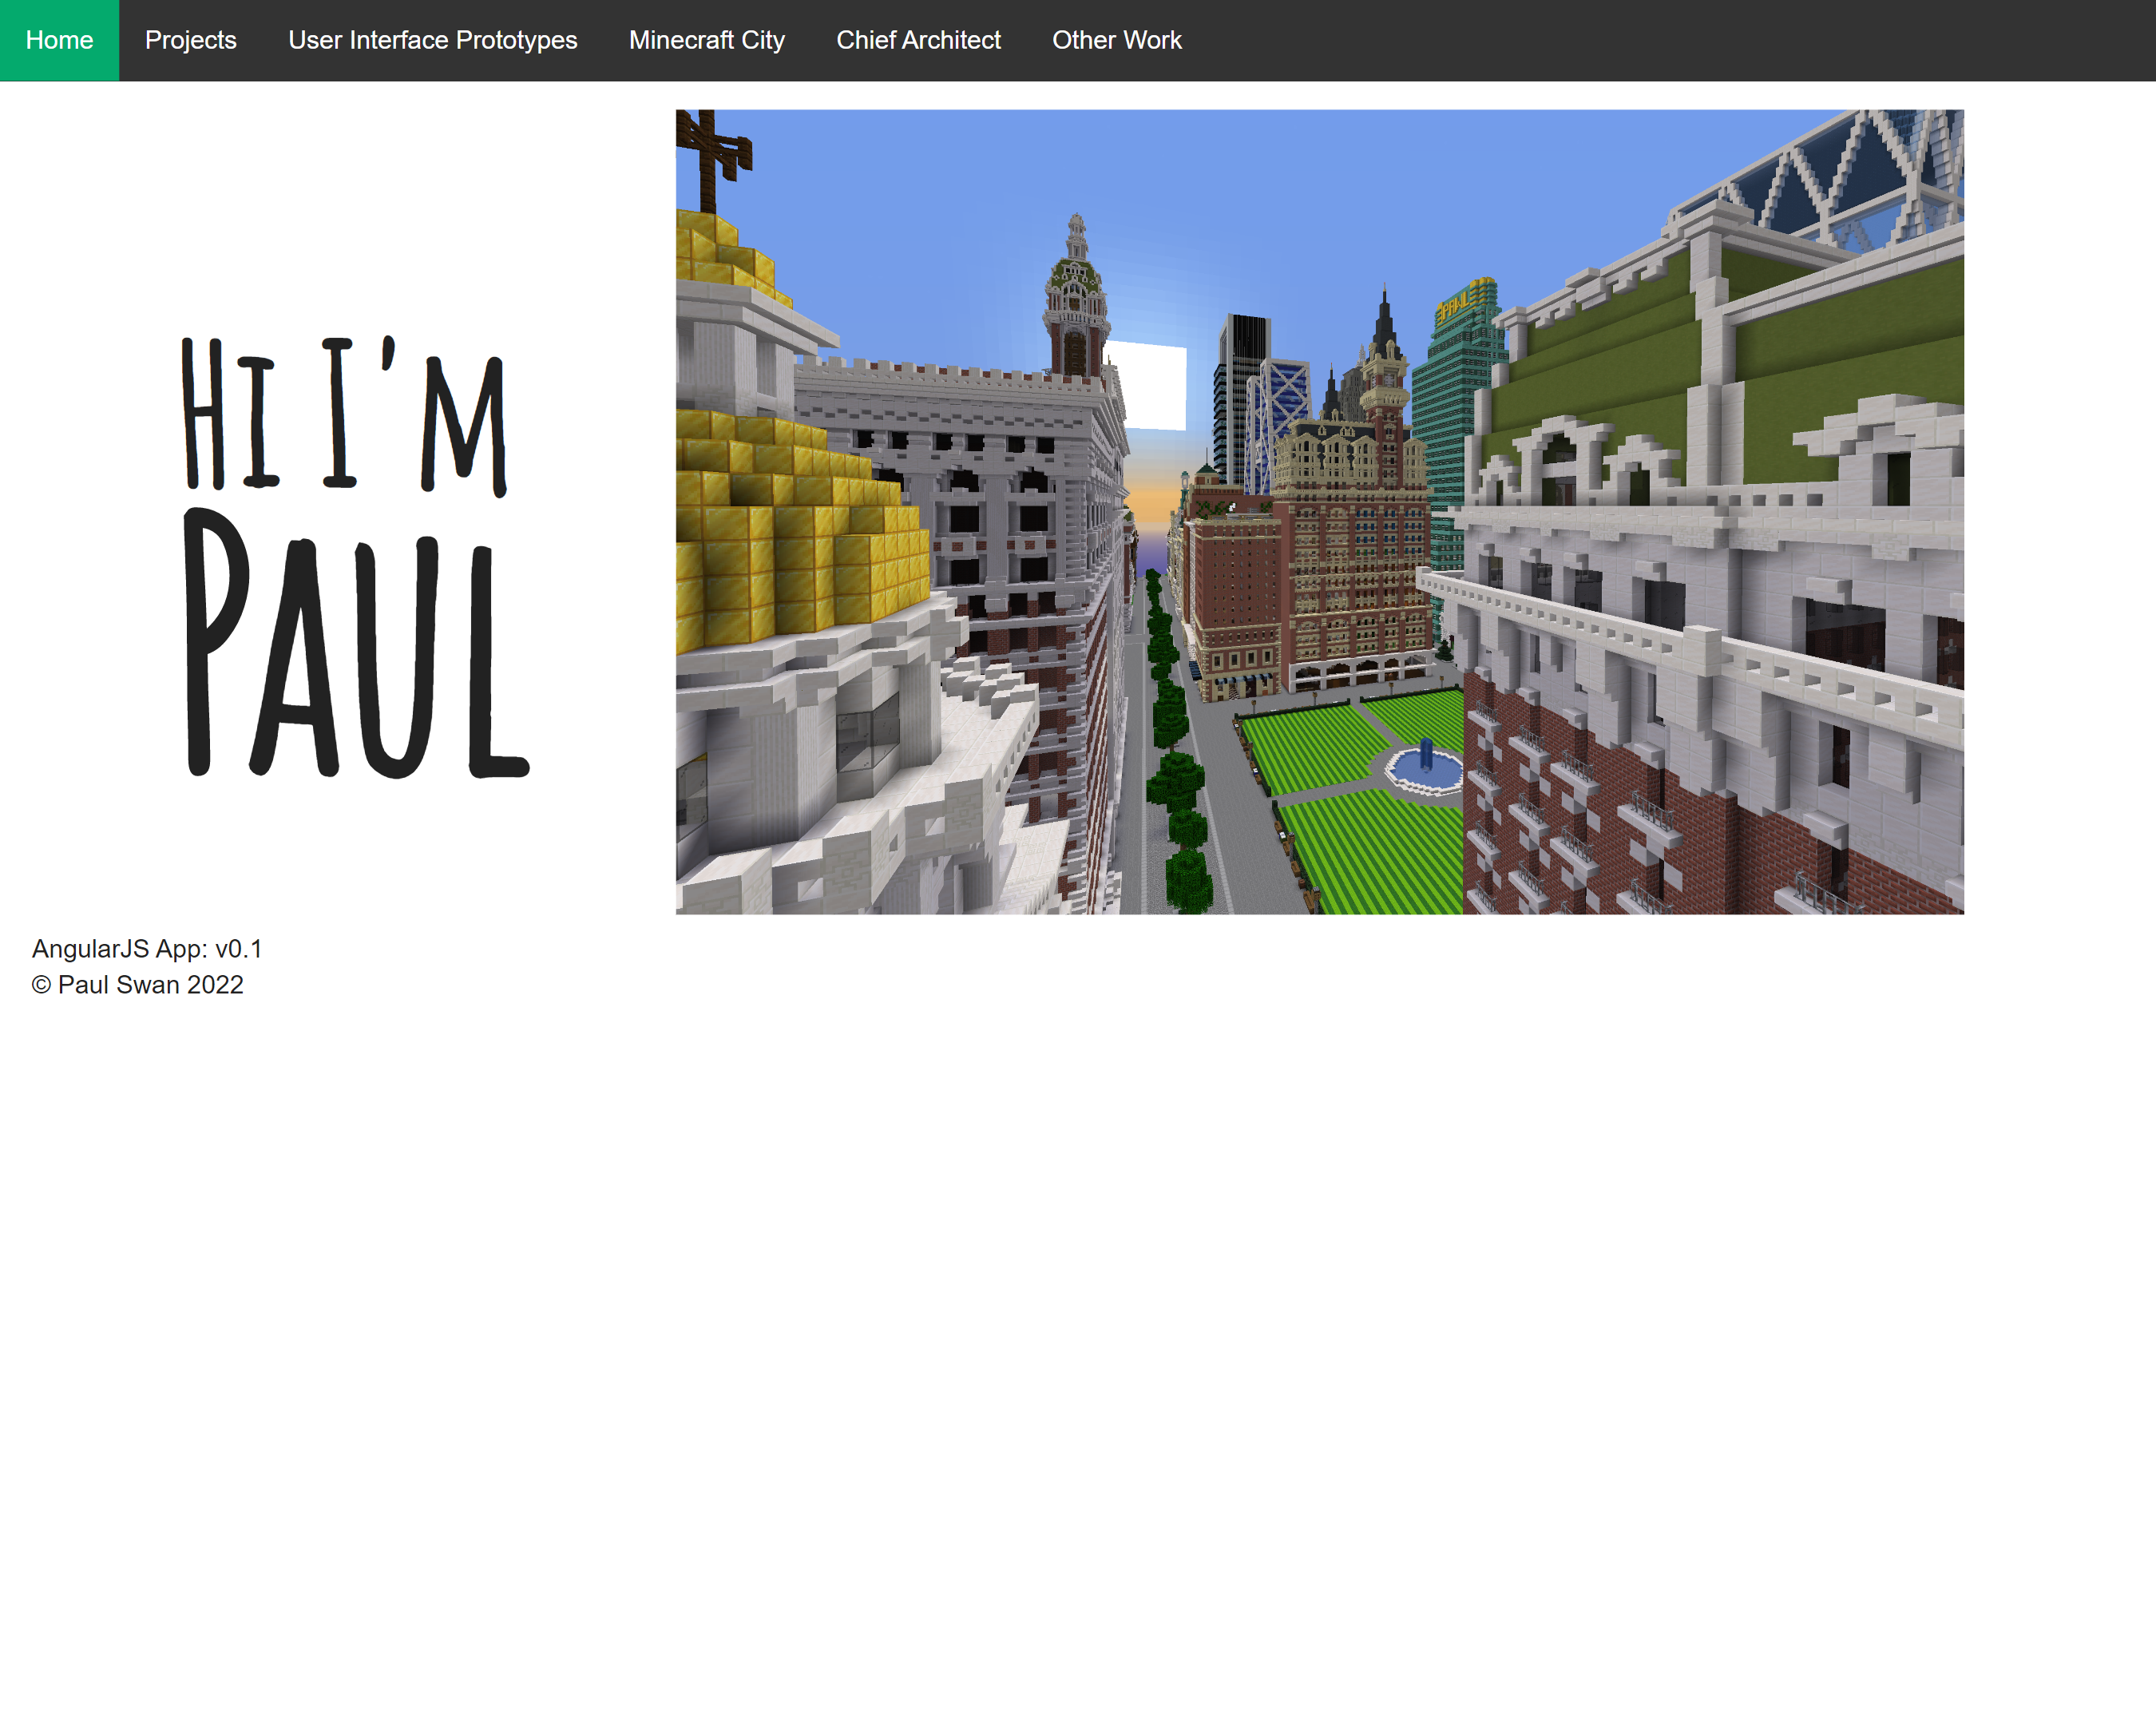 Home Projects User Interface Prototypes Minecraft City Chief Architect Other Work
Hi I'm
Paul
PAUL
AngularJS App: v0.1
© Paul Swan 2022